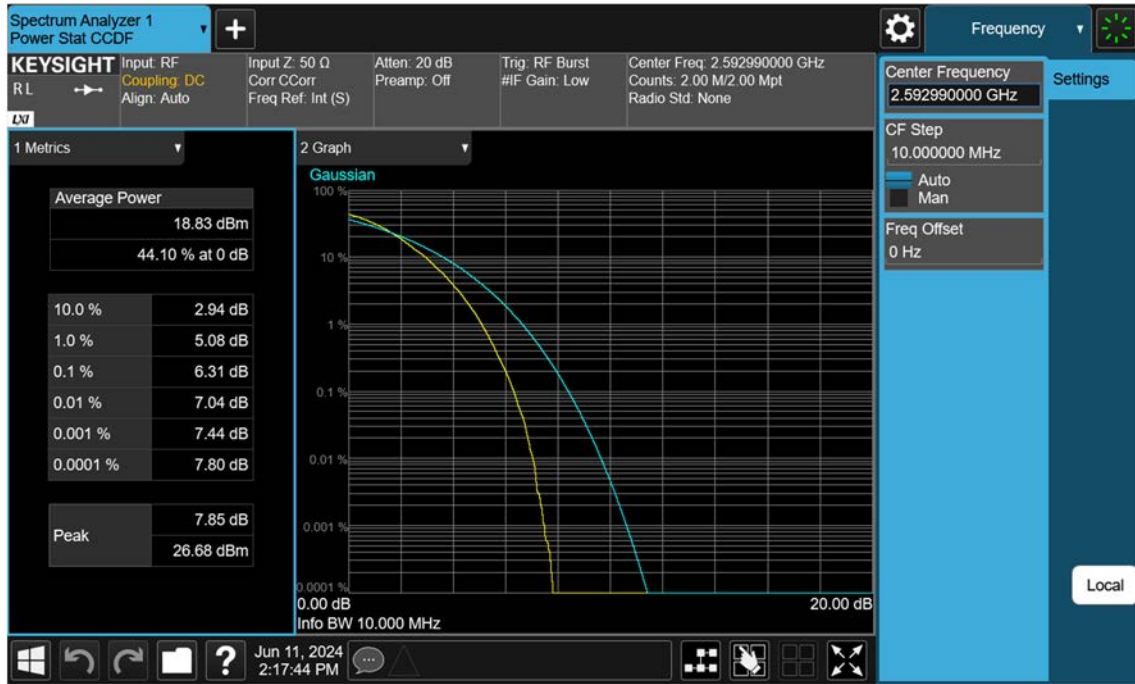 Spectrum Analyzer 1
Power Stat CCDF
Frequency
KEYSIGHT
RL
LXI
Input: RF
Coupling: DC
Align: Auto
Input Z: 50 Ω
Corr CCorr
Freq Ref: Int (S)
Atten: 20 dB
Preamp: Off
Trig: RF Burst
#IF Gain: Low
Center Freq: 2.592990000 GHz
Counts: 2.00 M/2.00 Mpt
Radio Std: None
Center Frequency
2.592990000 GHz
Settings
CF Step
10.000000 MHz
Auto
Man
Freq Offset
0 Hz
1 Metrics
Average Power
18.83 dBm
44.10 % at 0 dB
10.0 % 2.94 dB
1.0 % 5.08 dB
0.1 % 6.31 dB
0.01 % 7.04 dB
0.001 % 7.44 dB
0.0001 % 7.80 dB
Peak
7.85 dB
26.68 dBm
2 Graph
Gaussian
100 %
10 %
1 %
0.1 %
0.01 %
0.001 %
0.0001 %
0.00 dB 20.00 dB
Info BW 10.000 MHz
Local
?
Jun 11, 2024
2:17:44 PM